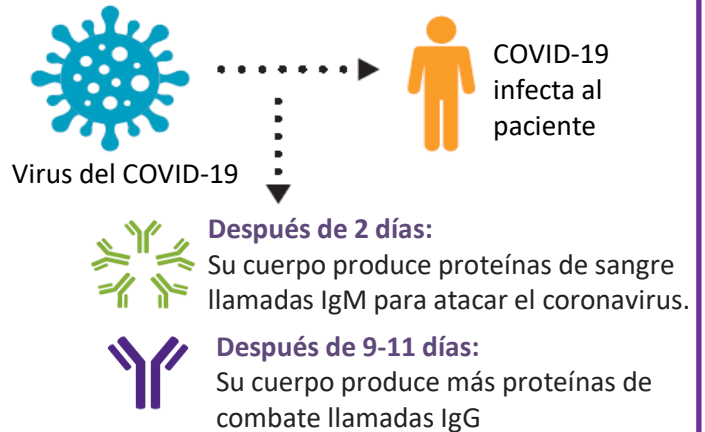 COVID-19
infecta al
paciente
Virus del COVID-19
Después de 2 días:
Su cuerpo produce proteínas de sangre
llamadas IgM para atacar el coronavirus.
Después de 9-11 días:
Su cuerpo produce más proteínas de
combate llamadas IgG